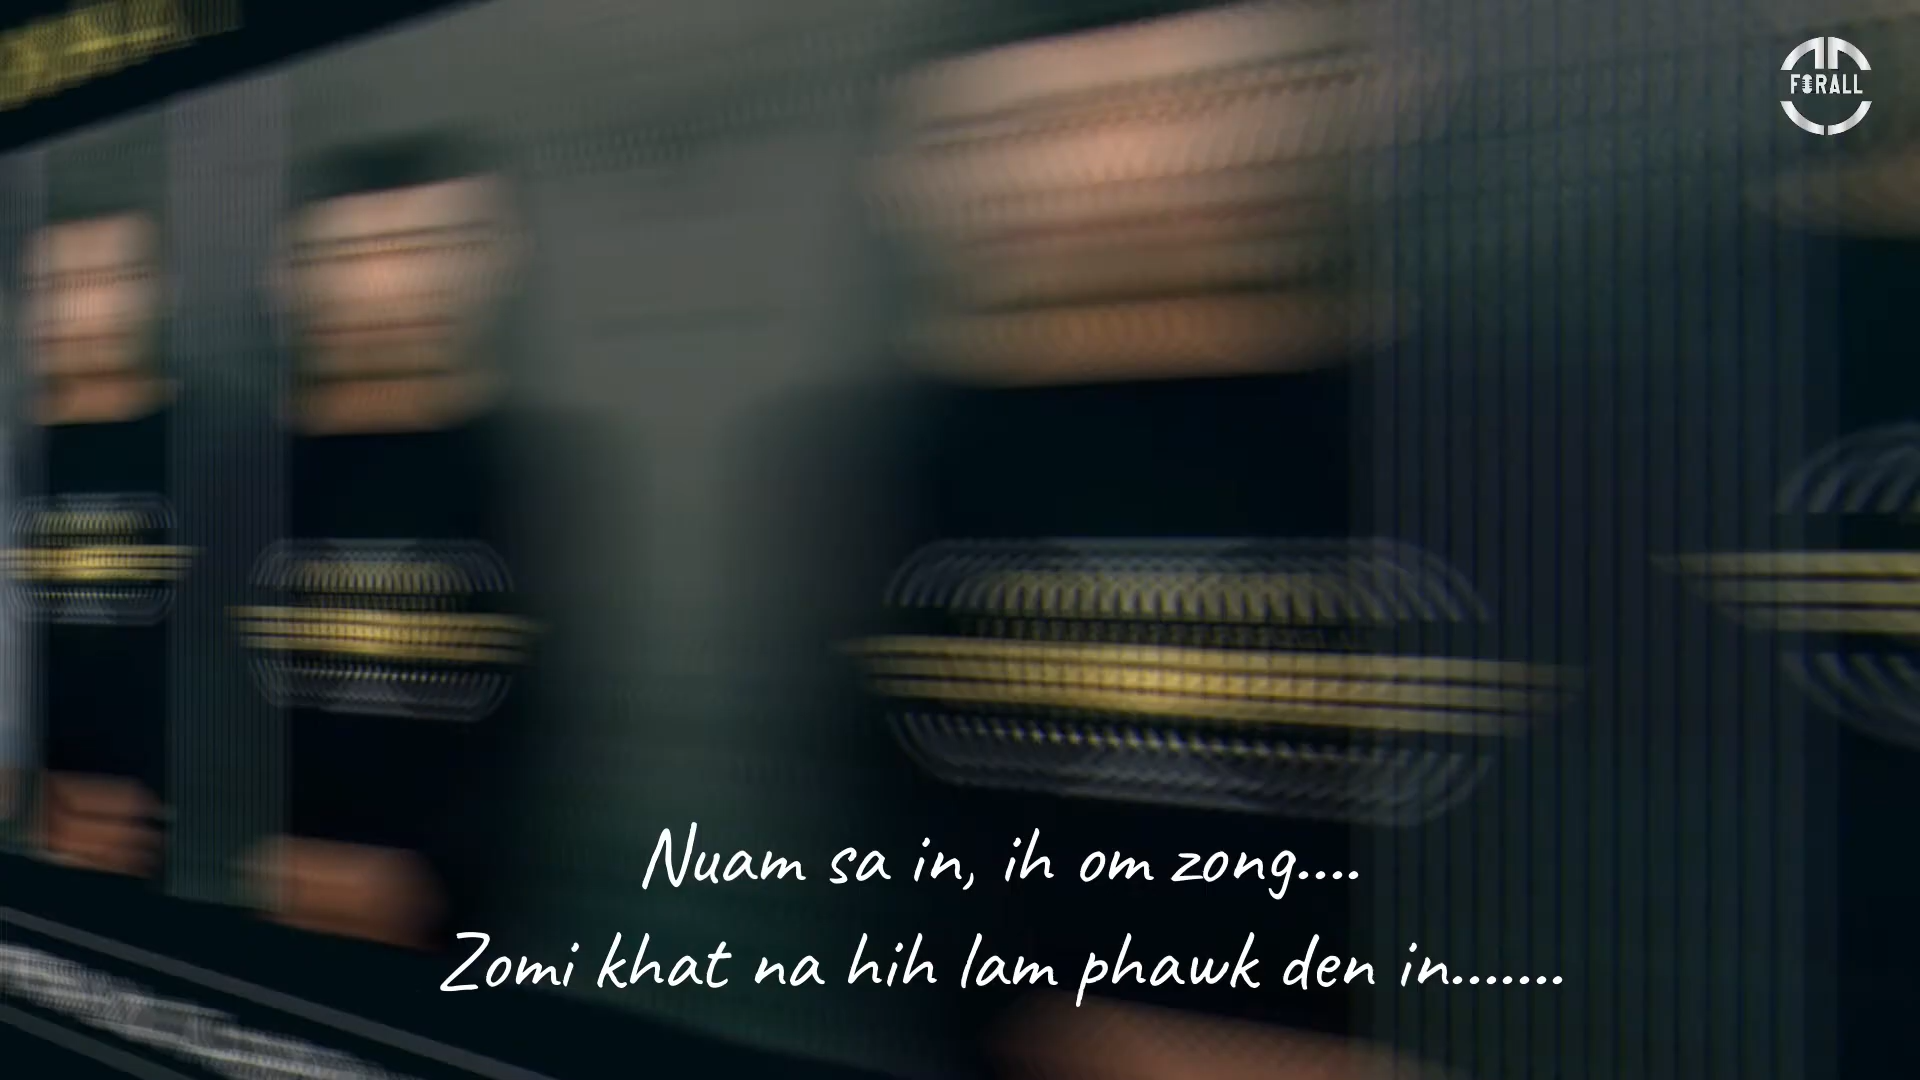 FORALL
Nuam sa in, ih om zong....
Zomi khat na hih lam phawk den in.......